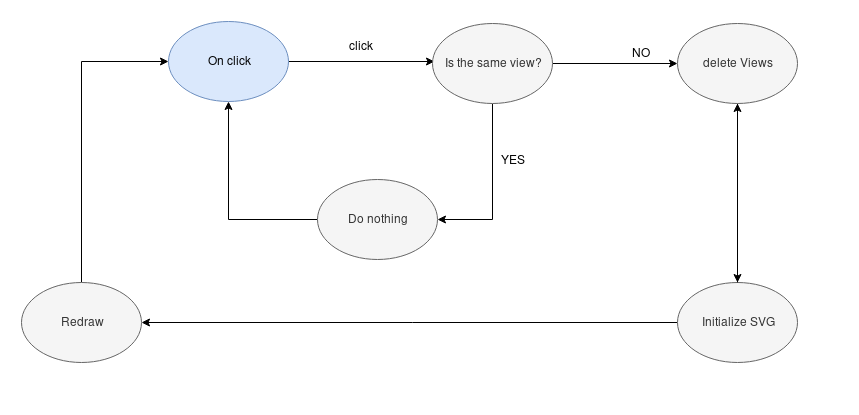 On click
click
Is the same view?
NO
delete Views
YES
Do nothing
Redraw
Initialize SVG